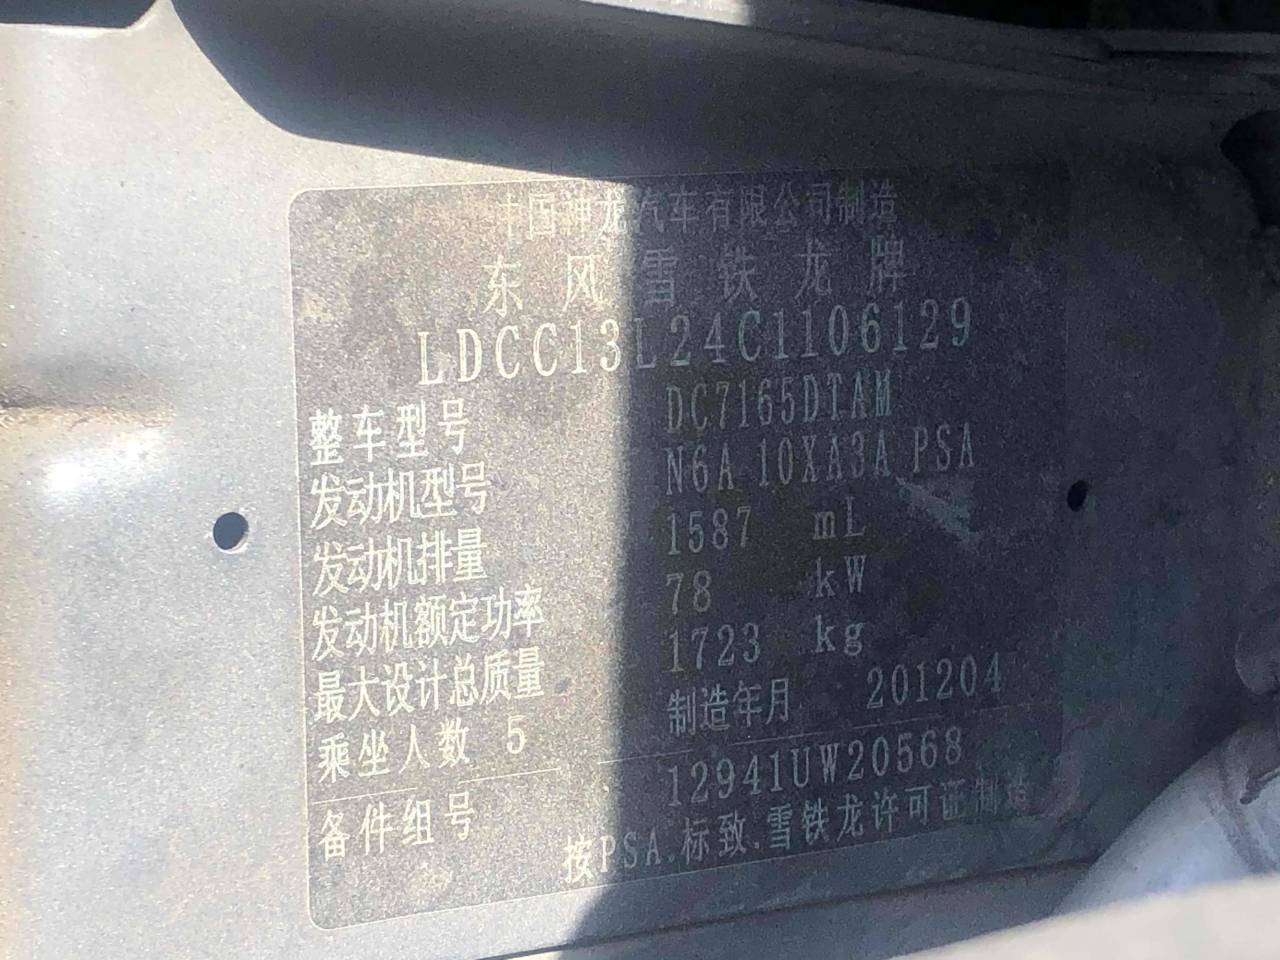 中国神龙汽车有限公司制造
东风雪铁龙牌
LDCC13L24C1106129
整车型号 DC7165DTAM
发动机型号 N6A 10XA3A PSA
发动机排量 1587 mL
发动机额定功率 78 kW
最大设计总质量 1723 kg
乘坐人数 5 制造年月 201204
备件组号 12941UW20568
按PSA.标致.雪铁龙许可证制造